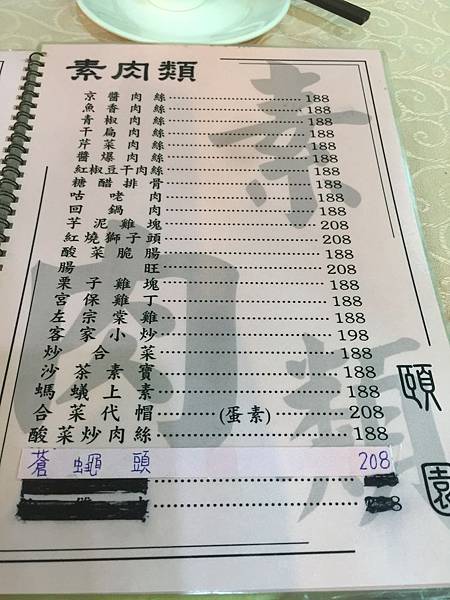 素肉類
京醬肉絲 188
魚香肉絲 188
青椒肉絲 188
干扁肉絲 188
芹菜肉絲 188
醬爆肉絲 188
紅椒豆干肉絲 188
糖醋排骨 188
咕咾肉 188
回鍋肉 188
芋泥雞塊 208
紅燒獅子頭 208
酸菜脆腸 188
腸旺 208
栗子雞塊 188
宮保雞丁 188
左宗棠雞 188
客家小炒 198
炒合菜 188
沙茶素寶 188
螞蟻上素 188
合菜代帽 (蛋素) 208
酸菜炒肉絲 188
蒼蠅頭 208
素肉類
頤園